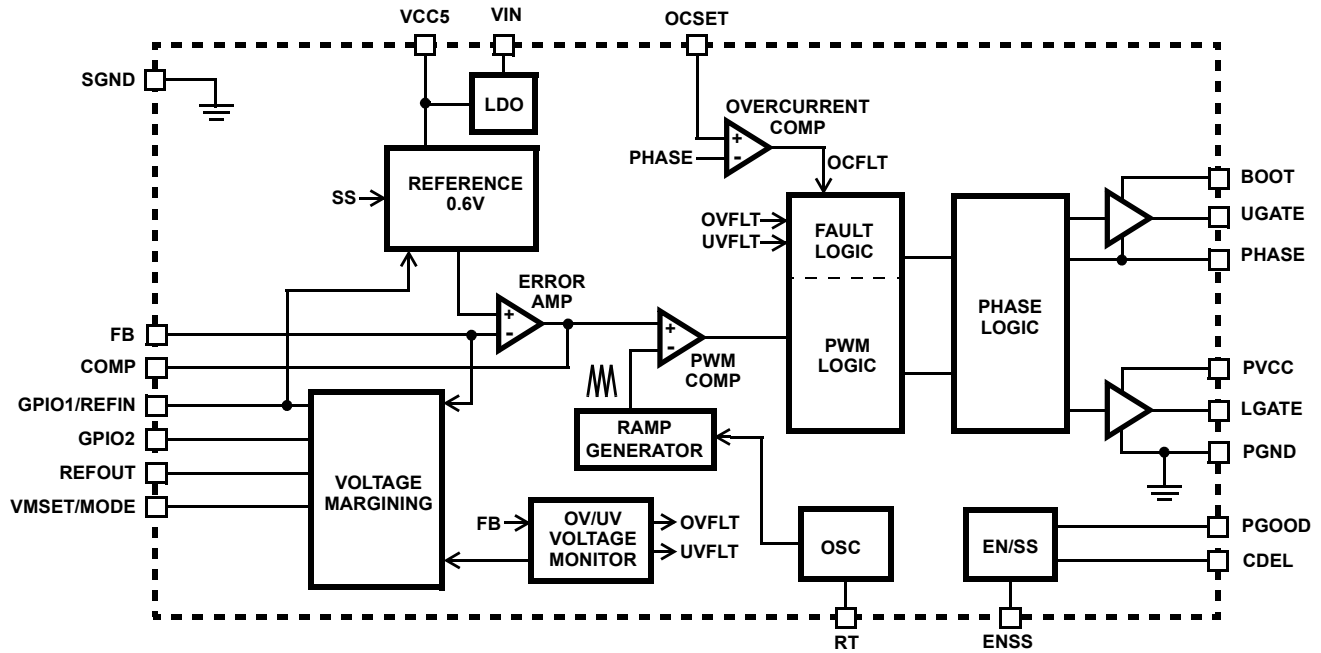 VCC5
VIN
OCSET
SGND
LDO
OVERCURRENT
COMP
+
-
PHASE
OCFLT
SS
REFERENCE
0.6V
OVFLT
UVFLT
FAULT
LOGIC
PWM
LOGIC
PHASE
LOGIC
BOOT
UGATE
PHASE
ERROR
AMP
+
-
+
-
PWM
COMP
FB
COMP
GPIO1/REFIN
GPIO2
REFOUT
VMSET/MODE
VOLTAGE
MARGINING
RAMP
GENERATOR
PVCC
LGATE
PGND
FB
OV/UV
VOLTAGE
MONITOR
OVFLT
UVFLT
OSC
EN/SS
PGOOD
CDEL
RT
ENSS